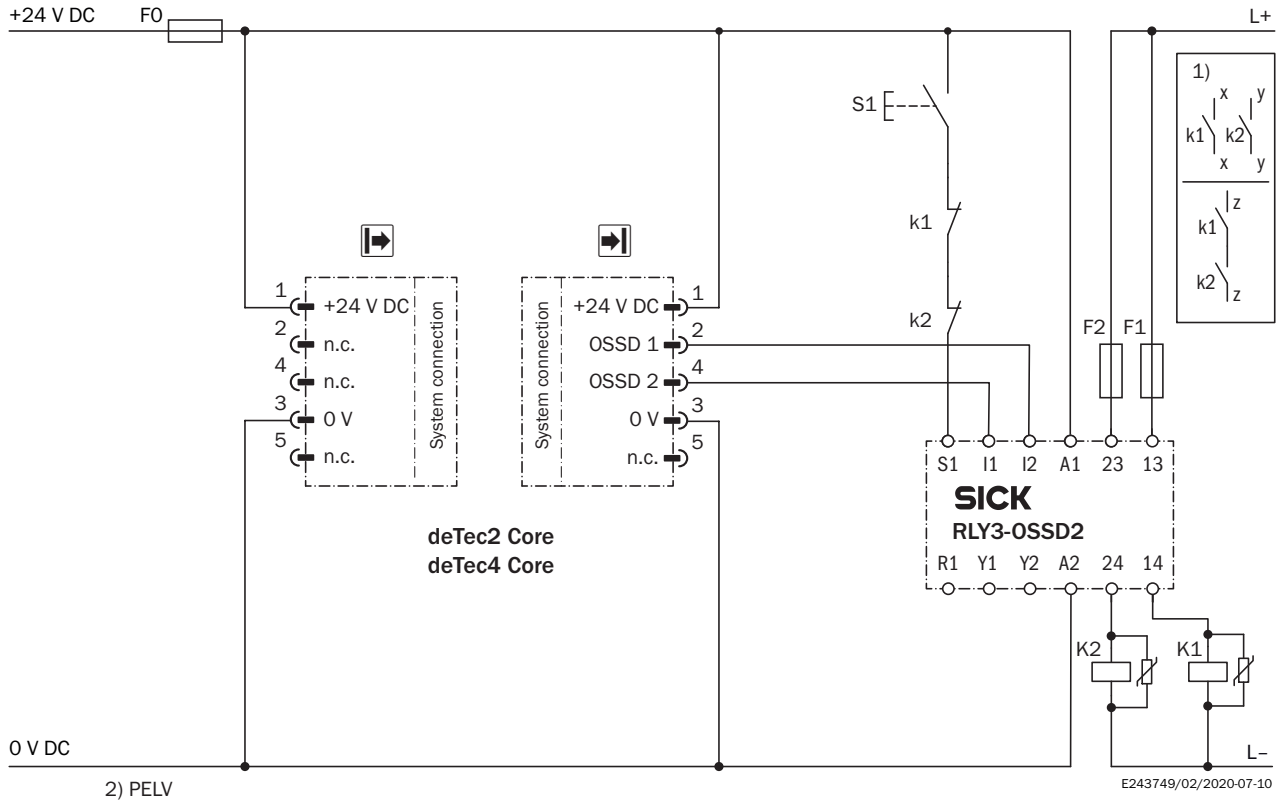 +24 V DC F0 L+
1)
x y
k1 k2
x y
z
k1
k2
z
S1
k1
k2
F2 F1
1 +24 V DC
2 n.c.
4 n.c.
3 0 V
5 n.c.
System connection
System connection
+24 V DC 1
OSSD 1 2
OSSD 2 4
0 V 3
n.c. 5
deTec2 Core
deTec4 Core
S1 I1 I2 A1 23 13
SICK
RLY3-OSSD2
R1 Y1 Y2 A2 24 14
K2 K1
0 V DC L–
2) PELV
E243749/02/2020-07-10